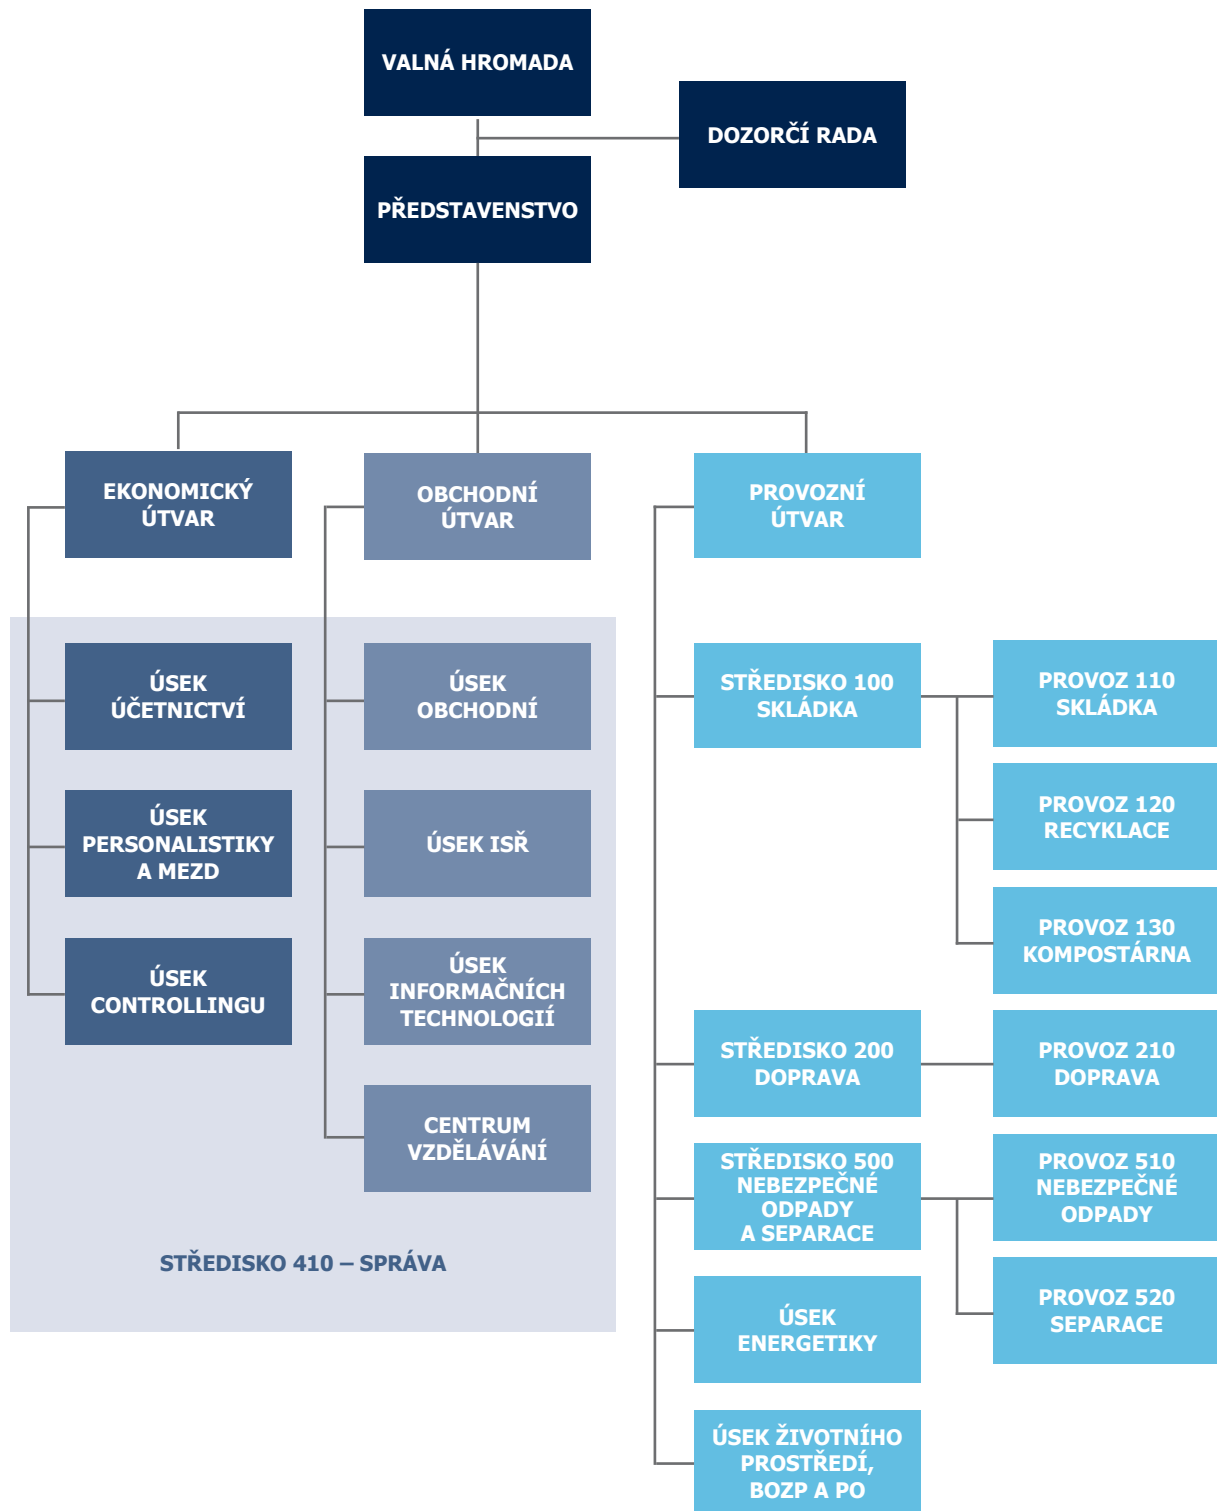 VALNÁ HROMADA
DOZORČÍ RADA
PŘEDSTAVENSTVO
EKONOMICKÝ
ÚTVAR
OBCHODNÍ
ÚTVAR
PROVOZNÍ
ÚTVAR
ÚSEK
ÚČETNICTVÍ
ÚSEK
PERSONALISTIKY
A MEZD
ÚSEK
CONTROLLINGU
ÚSEK
OBCHODNÍ
ÚSEK ISŘ
ÚSEK
INFORMAČNÍCH
TECHNOLOGIÍ
CENTRUM
VZDĚLÁVÁNÍ
STŘEDISKO 410 – SPRÁVA
STŘEDISKO 100
SKLÁDKA
PROVOZ 110
SKLÁDKA
PROVOZ 120
RECYKLACE
PROVOZ 130
KOMPOSTÁRNA
STŘEDISKO 200
DOPRAVA
PROVOZ 210
DOPRAVA
STŘEDISKO 500
NEBEZPEČNÉ
ODPADY
A SEPARACE
PROVOZ 510
NEBEZPEČNÉ
ODPADY
PROVOZ 520
SEPARACE
ÚSEK
ENERGETIKY
ÚSEK ŽIVOTNÍHO
PROSTŘEDÍ,
BOZP A PO